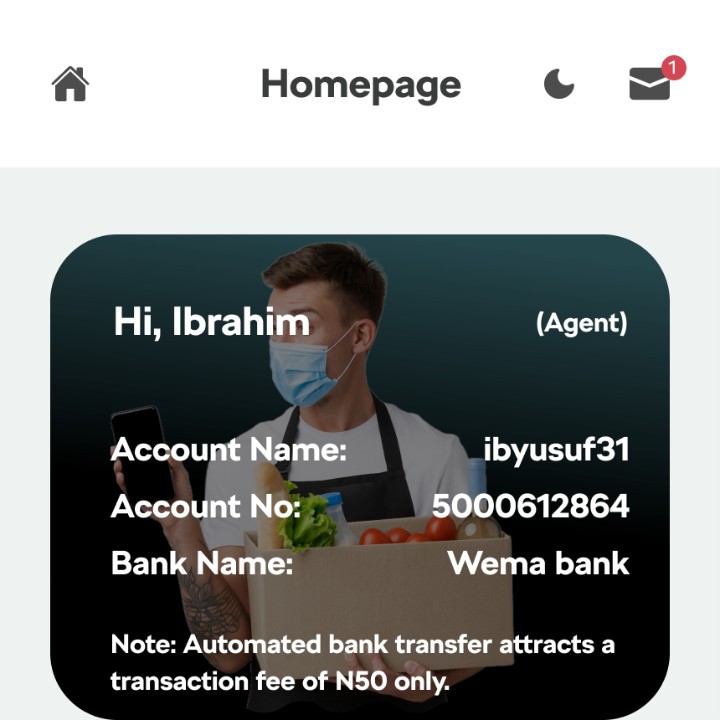 Homepage
1
Hi, Ibrahim (Agent)
Account Name: ibyusuf31
Account No: 5000612864
Bank Name: Wema bank
Note: Automated bank transfer attracts a
transaction fee of N50 only.